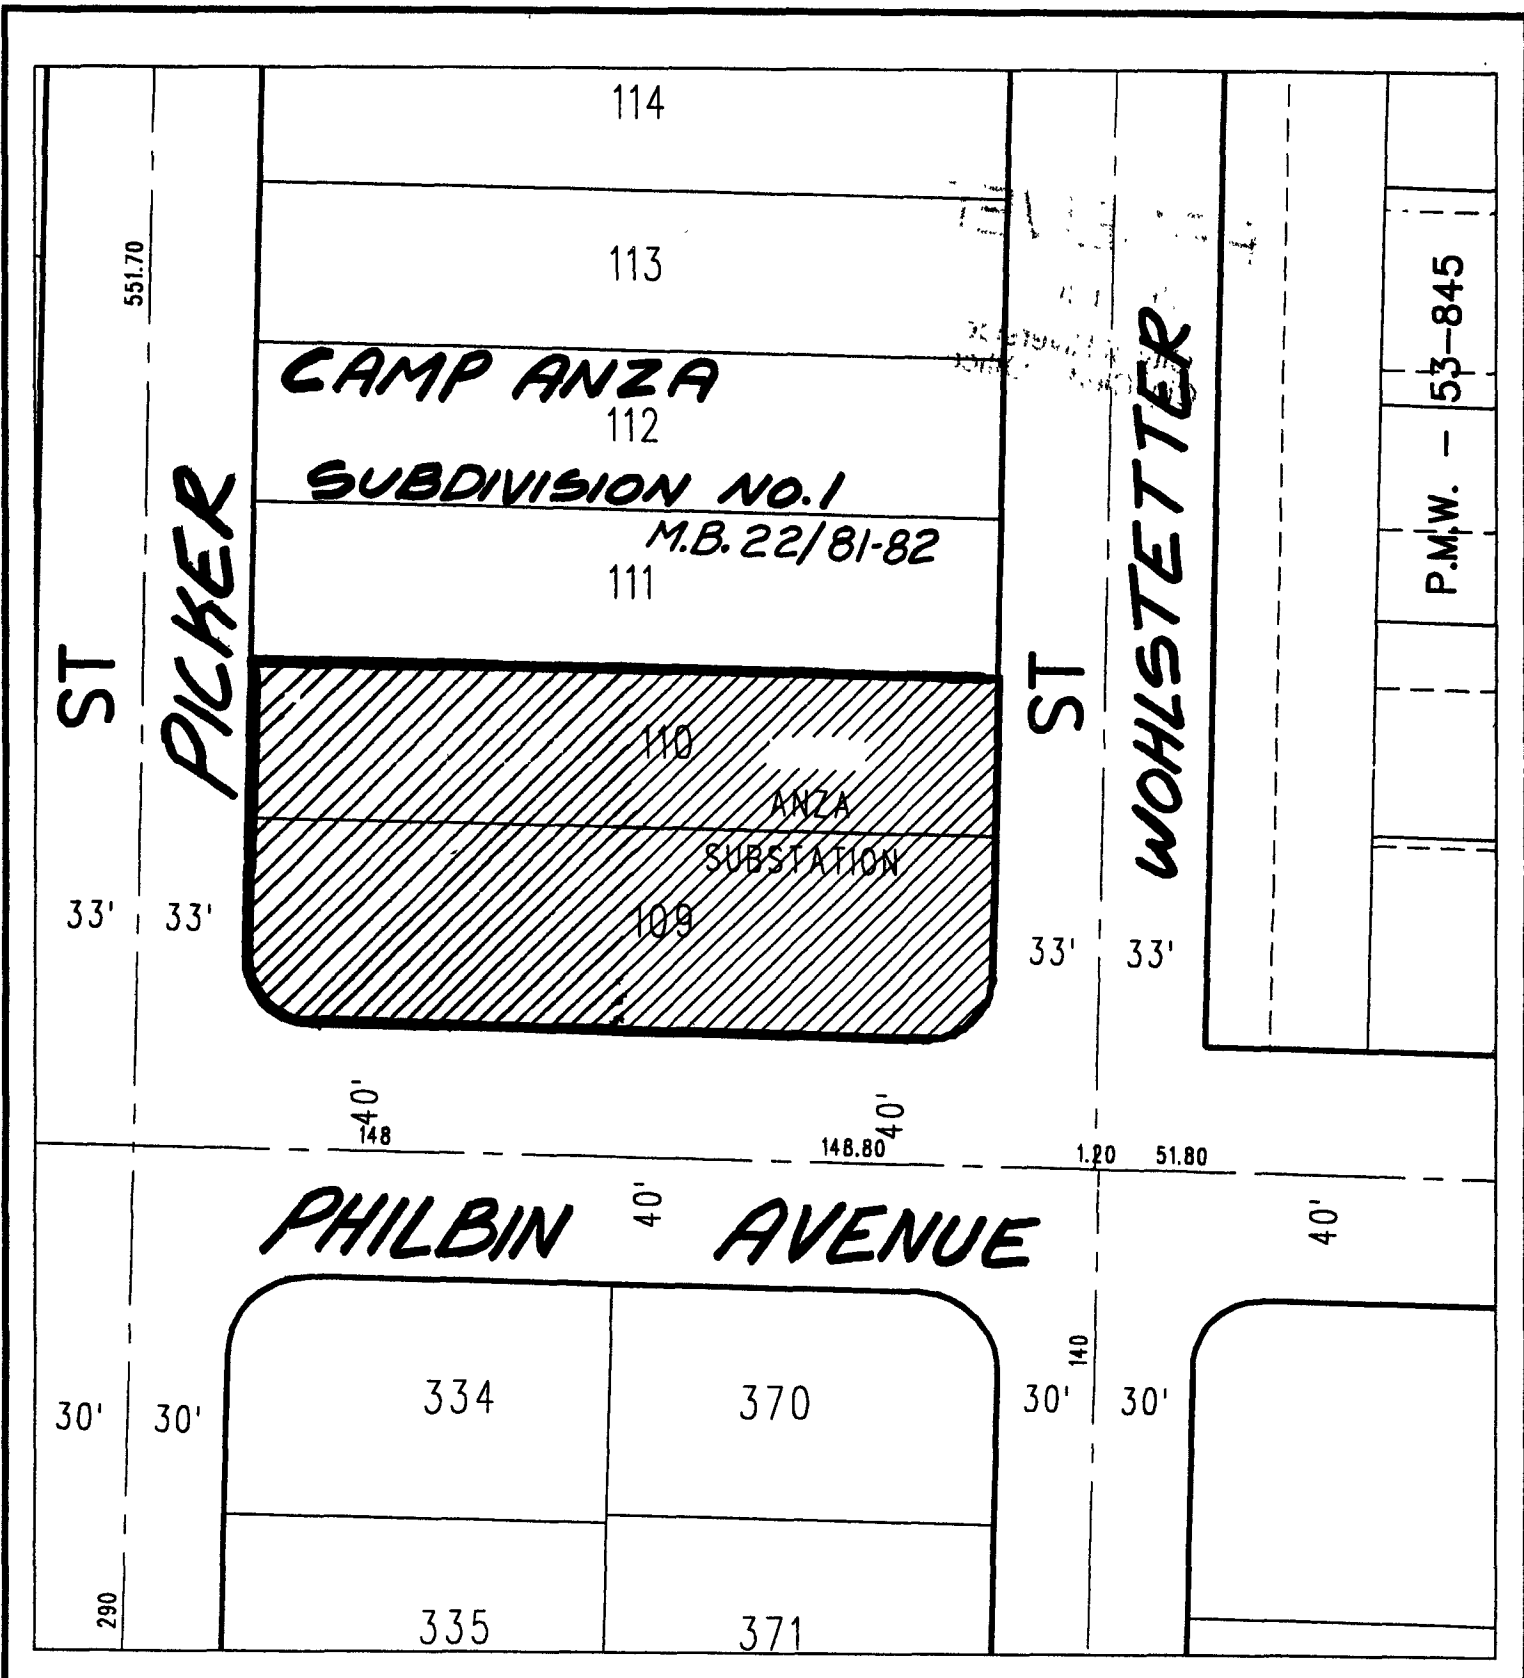 114
551.70
113
CAMP ANZA
112
SUBDIVISION NO.1
M.B. 22/81-82
111
PICKER
ST
WOHLSTETTER
ST
P.M.W. - 53-845
110
ANZA
SUBSTATION
109
33'
33'
33'
33'
40'
148
40'
148.80
1.20
51.80
PHILBIN AVENUE
40'
40'
140
334
370
30'
30'
30'
30'
290
335
371